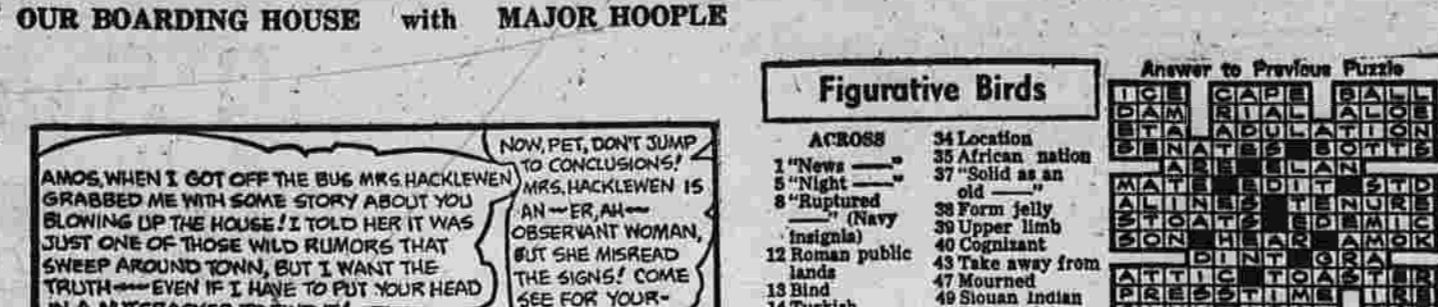 OUR BOARDING HOUSE with MAJOR HOOPLE
AMOS, WHEN I GOT OFF THE BUS MRS. HACKLEWEN
GRABBED ME WITH SOME STORY ABOUT YOU
BLOWING UP THE HOUSE! I TOLD HER IT WAS
JUST ONE OF THOSE WILD RUMORS THAT
SWEEP AROUND TOWN, BUT I WANT THE
TRUTH — EVEN IF I HAVE TO PUT YOUR HEAD
NOW, PET, DON'T JUMP
TO CONCLUSIONS!
MRS. HACKLEWEN IS
AN — ER, AH —
OBSERVANT WOMAN,
BUT SHE MISREAD
THE SIGNS! COME
SEE FOR YOUR-
Figurative Birds
ACROSS
1 "News ——"
5 "Night ——"
8 "Ruptured
——" (Navy
insignia)
12 Roman public
lands
13 Bind
14 Turkish
34 Location
35 African nation
37 "Solid as an
old ——"
38 Form jelly
39 Upper limb
40 Cognizant
43 Take away from
47 Mourned
49 Siouan Indian
Answer to Previous Puzzle
ICE CAPE BALL
DAM RIAL ALOE
ETA ADULATION
SENATES BOTTS
ARE ELAN
MATE EDIT STD
ALINES TENURE
STOATS EDEMIC
SON HEAR AMOK
DINT GRA
ATTIC TOASTER
PRESSTIME IRE